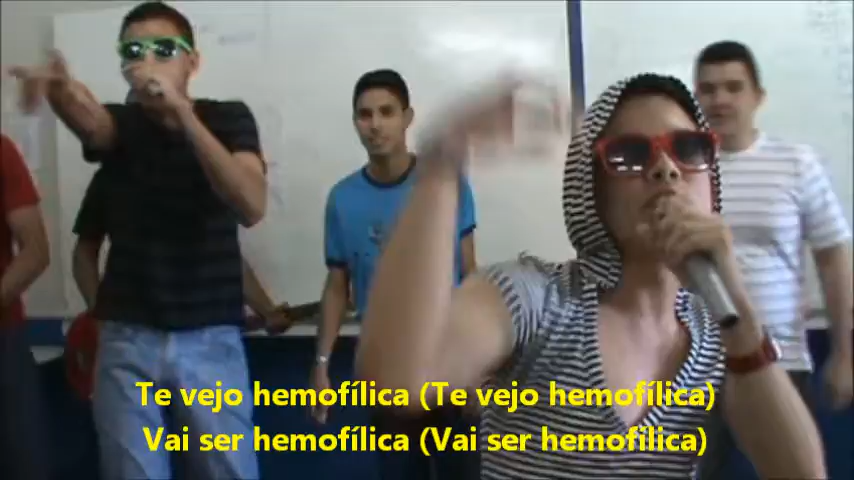 Te vejo hemofílica (Te vejo hemofílica)
Vai ser hemofílica (Vai ser hemofílica)